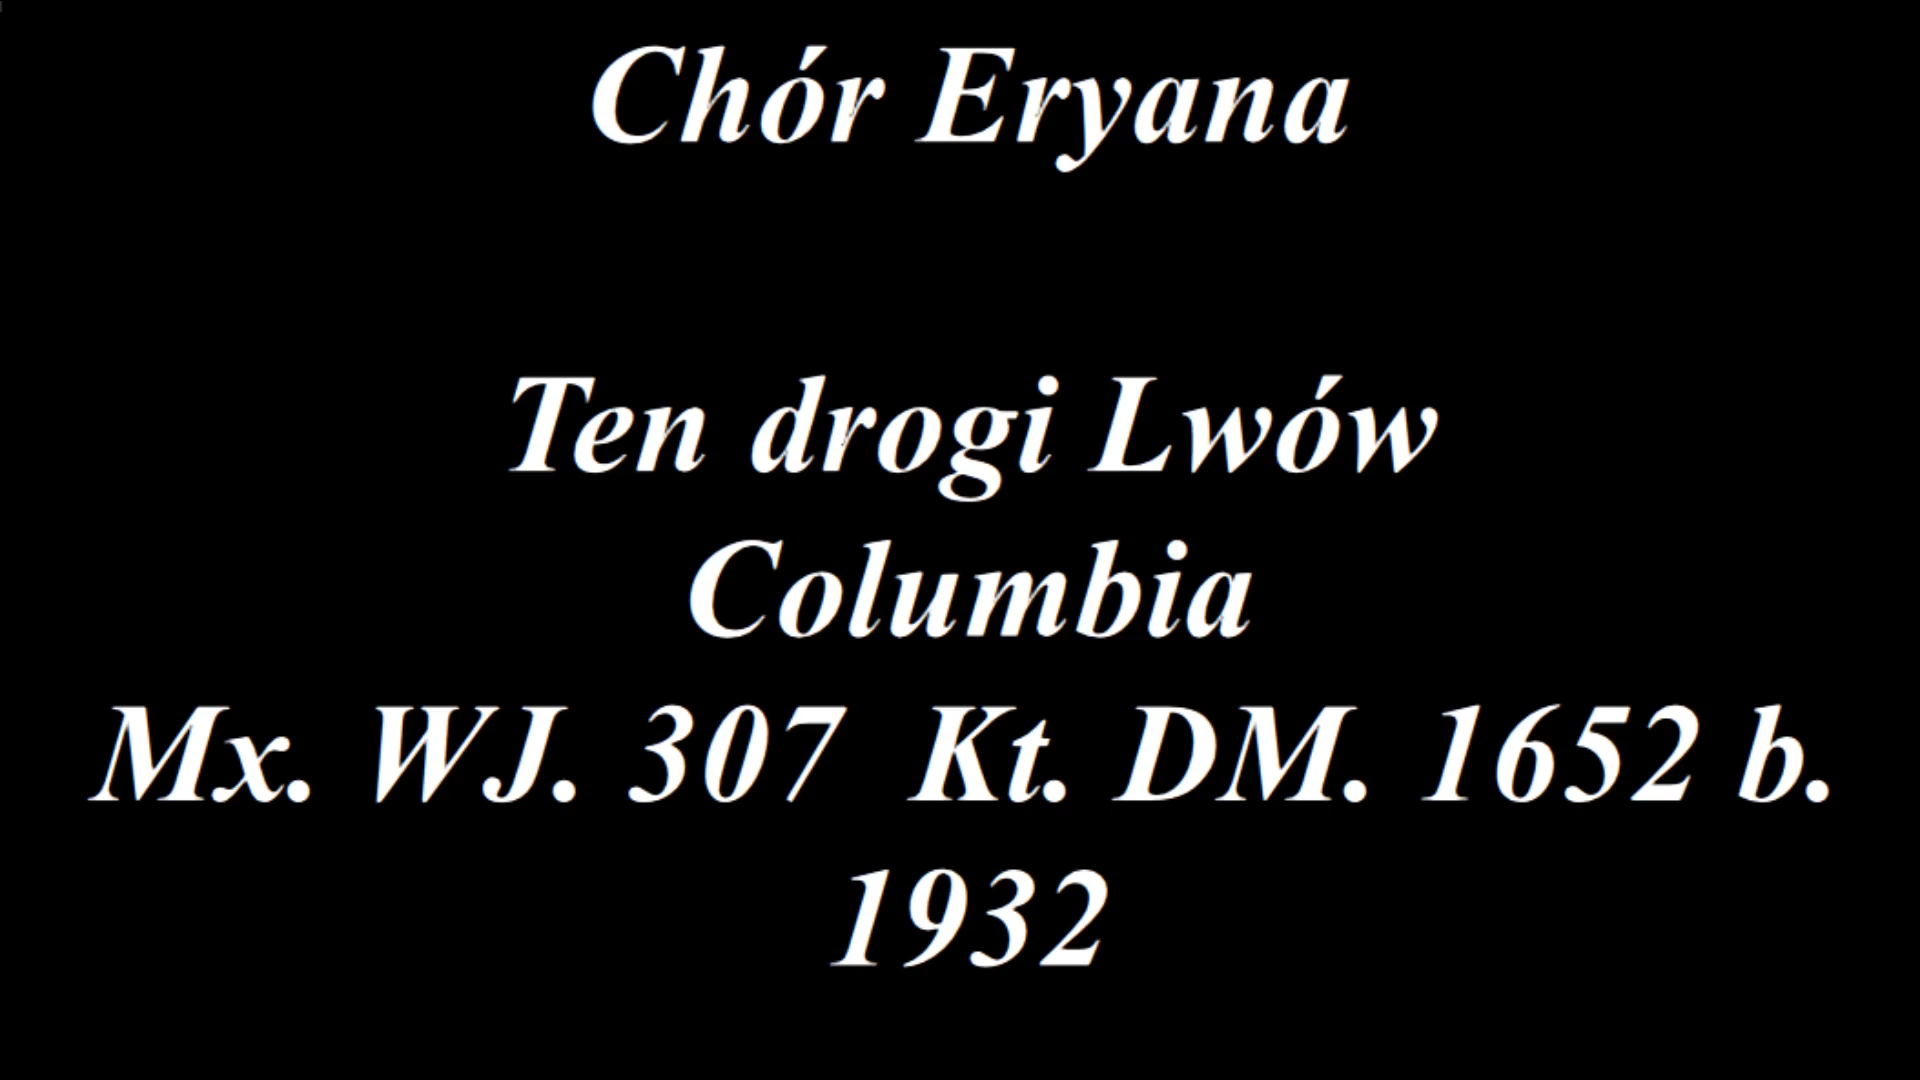 Chór Eryana
Ten drogi Lwów
Columbia
Mx. WJ. 307 Kt. DM. 1652 b.
1932